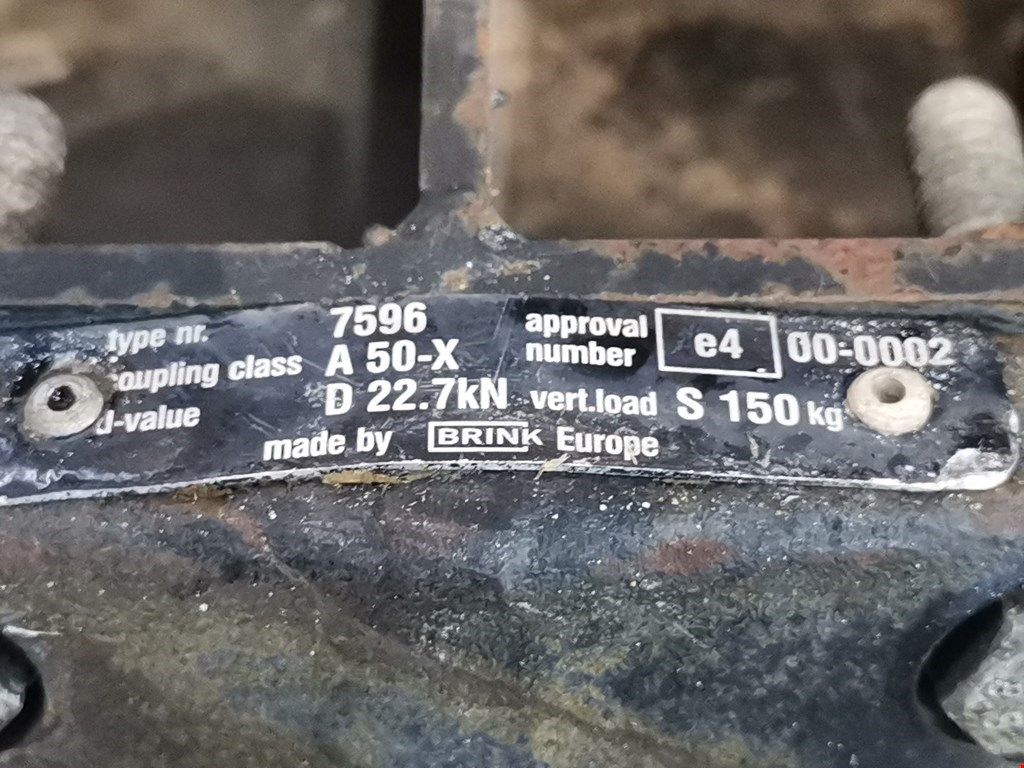 type nr. 7596 approval number e4 00-0002
coupling class A 50-X
d-value D 22.7kN vert.load S 150 kg
made by BRINK Europe